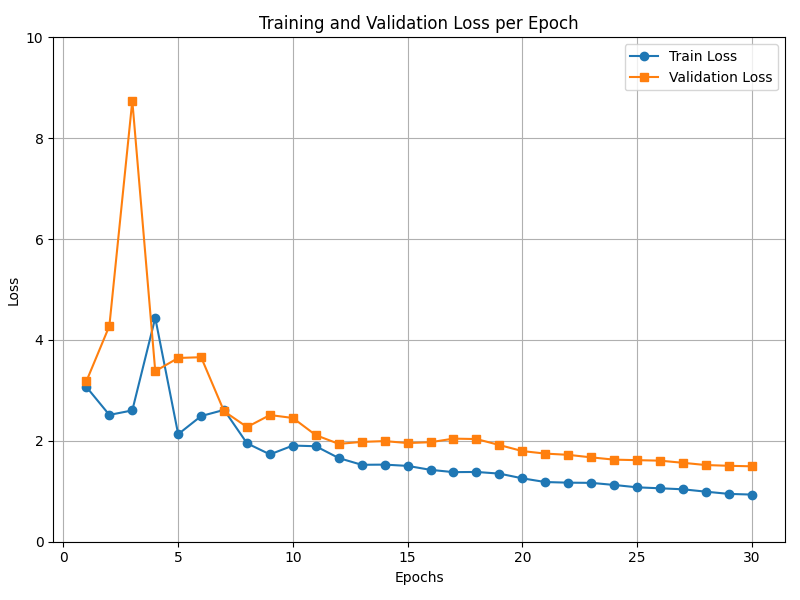 Training and Validation Loss per Epoch
10
8
6
4
2
0
Loss
Train Loss
Validation Loss
0 5 10 15 20 25 30
Epochs